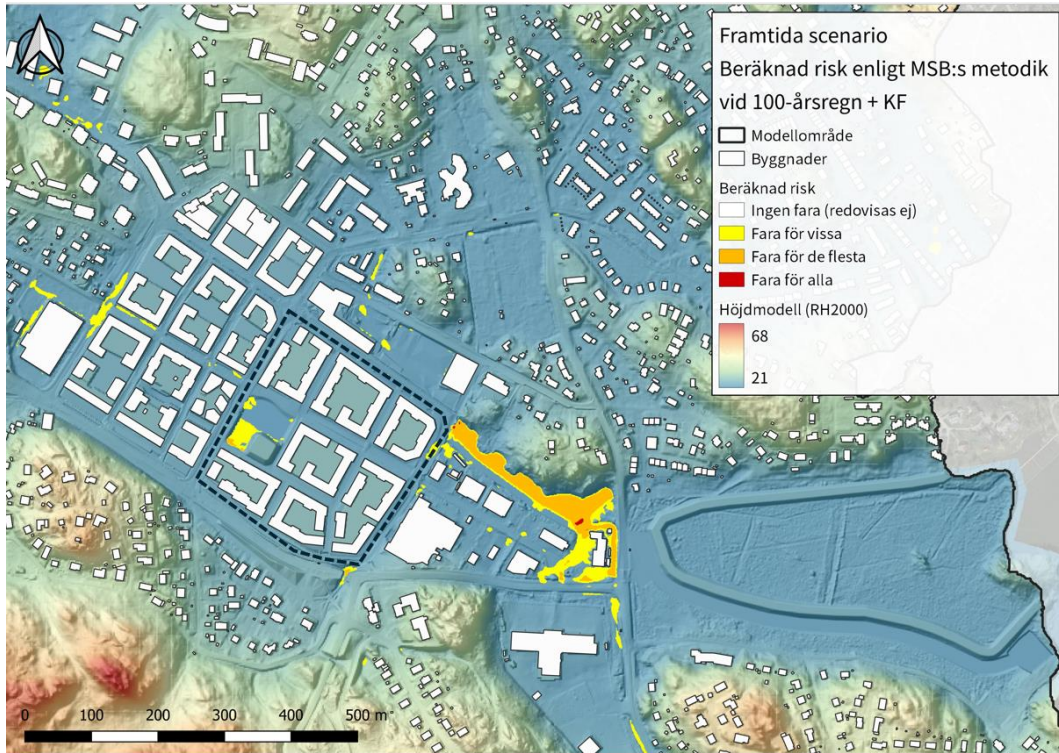 Framtida scenario
Beräknad risk enligt MSB:s metodik
vid 100-årsregn + KF
Modellområde
Byggnader
Beräknad risk
Ingen fara (redovisas ej)
Fara för vissa
Fara för de flesta
Fara för alla
Höjdmodell (RH2000)
68
21
0 100 200 300 400 500 m